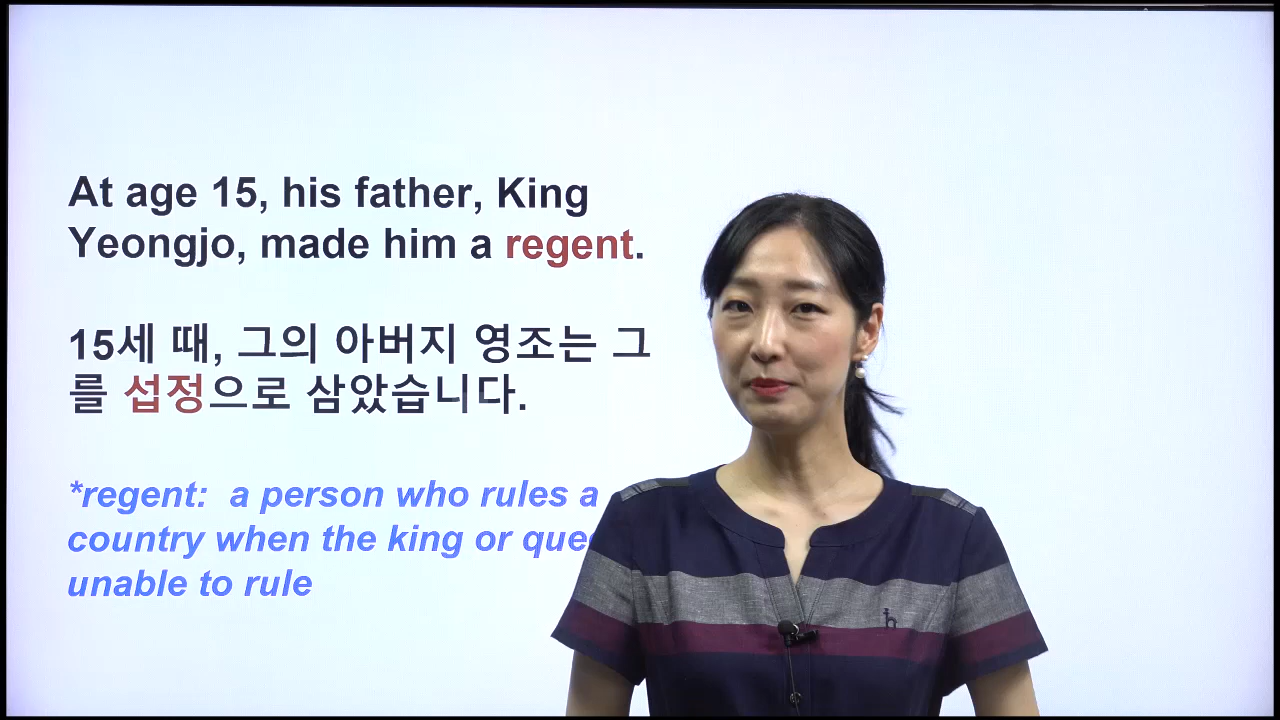 At age 15, his father, King
Yeongjo, made him a regent.
15세 때, 그의 아버지 영조는 그
를 섭정으로 삼았습니다.
*regent:  a person who rules a
country when the king or
unable to rule
h